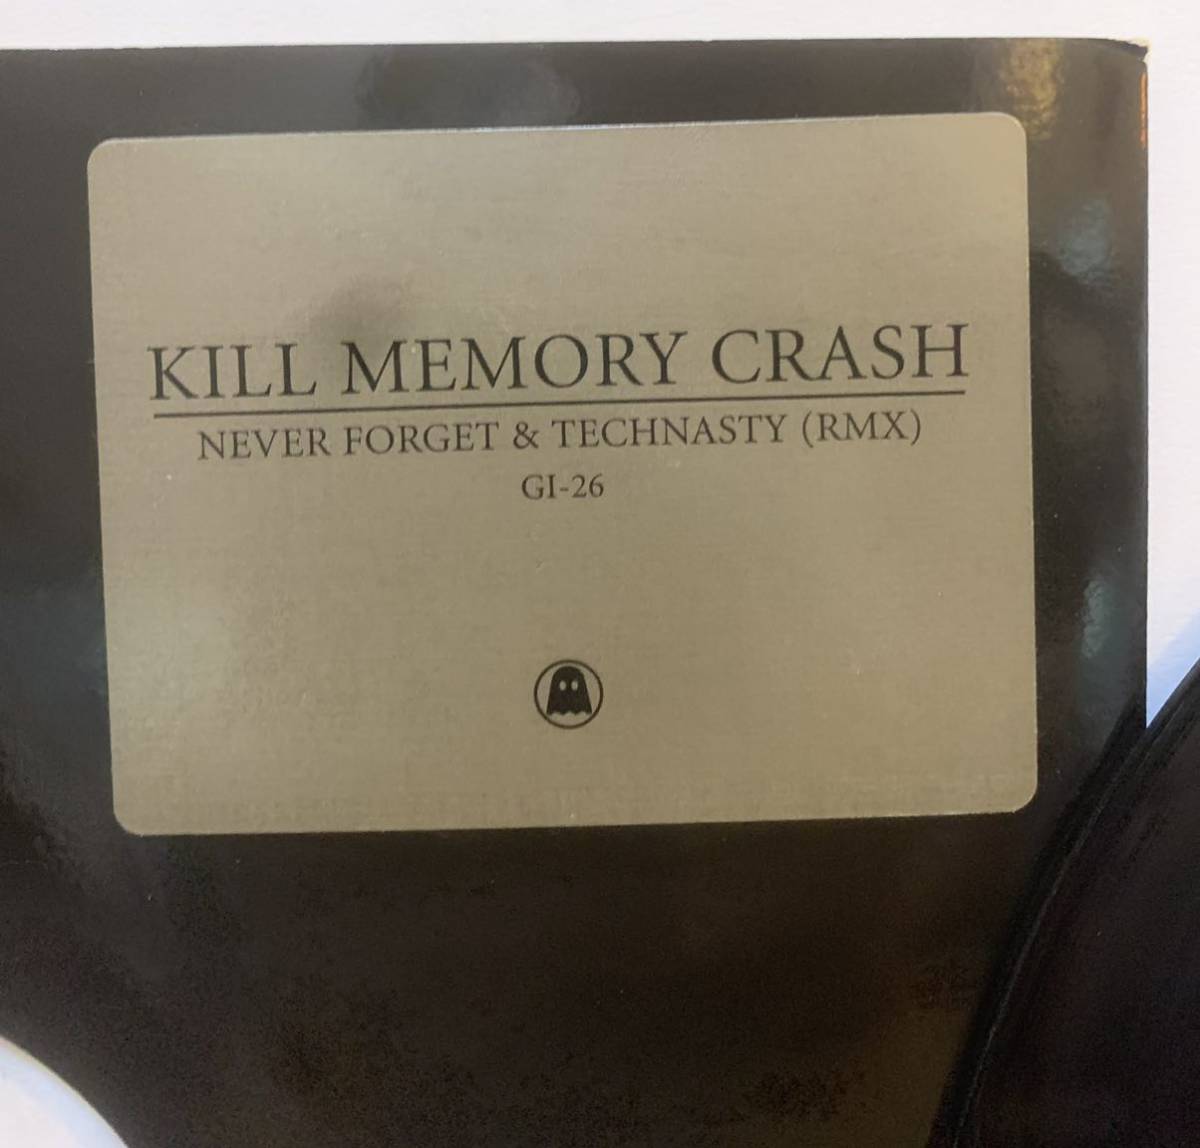 KILL MEMORY CRASH
NEVER FORGET & TECHNASTY (RMX)
GI-26